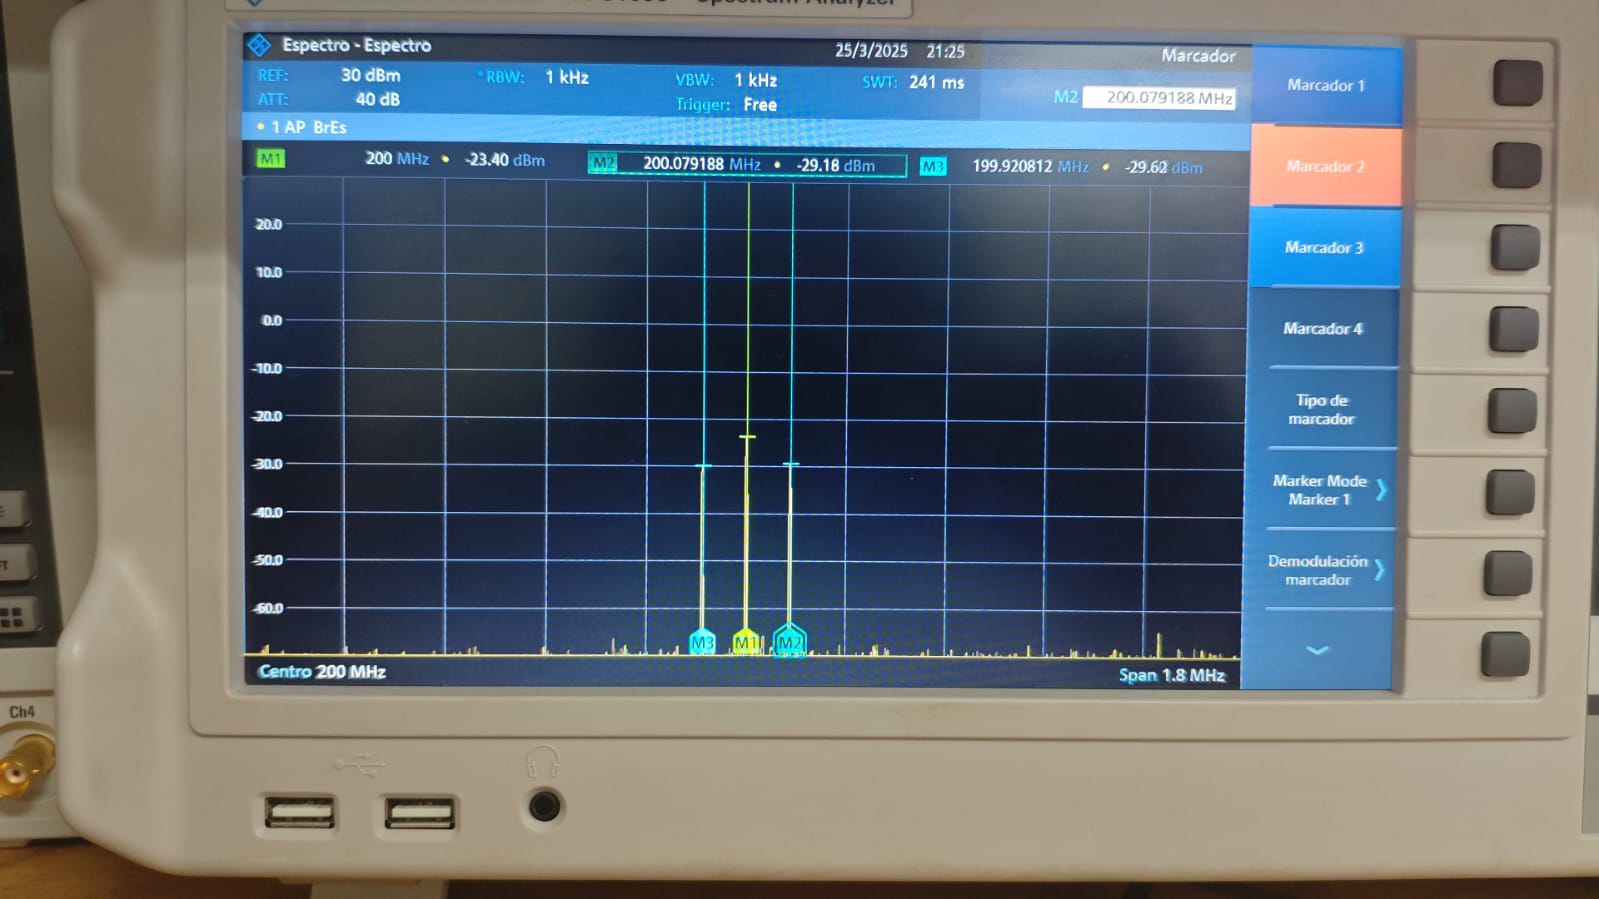 Spectrum Analyzer
Espectro - Espectro 25/3/2025 21:25 Marcador
REF: 30 dBm *RBW: 1 kHz VBW: 1 kHz SWT: 241 ms
ATT: 40 dB Trigger: Free M2 200.079188 MHz
1 AP BrEs
M1 200 MHz • -23.40 dBm M2 200.079188 MHz • -29.18 dBm M3 199.920812 MHz • -29.62 dBm
20.0
10.0
0.0
-10.0
-20.0
-30.0
-40.0
-50.0
-60.0
M3 M1 M2
Centro 200 MHz Span 1.8 MHz
Marcador 1
Marcador 2
Marcador 3
Marcador 4
Tipo de
marcador
Marker Mode
Marker 1
Demodulación
marcador
Ch4